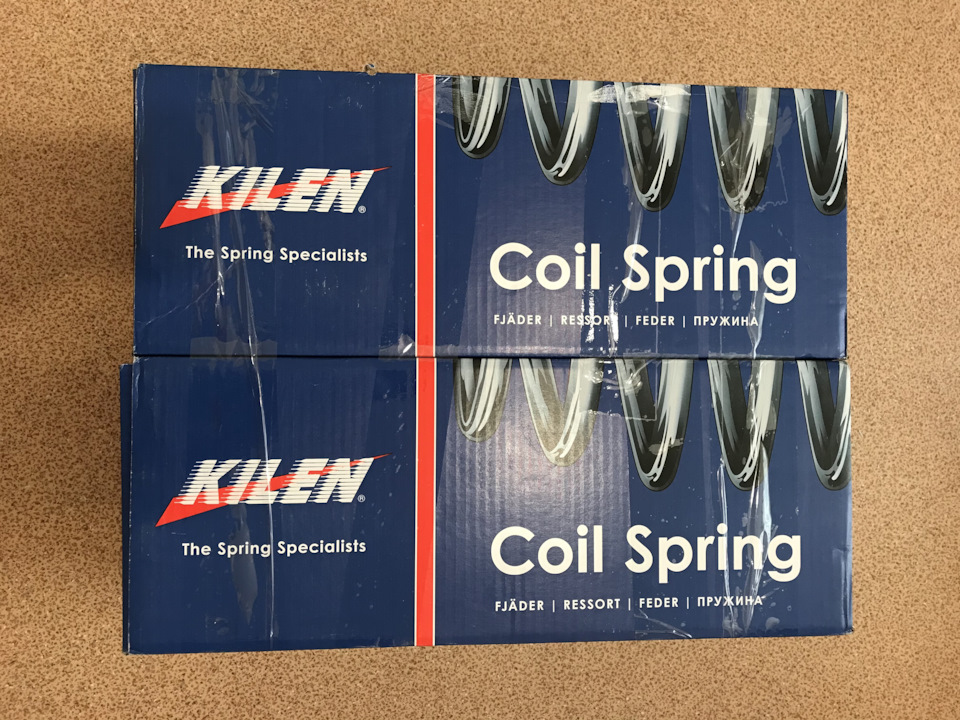 KILEN®
The Spring Specialists
Coil Spring
FJÄDER | RESSORT | FEDER | ПРУЖИНА
KILEN®
The Spring Specialists
Coil Spring
FJÄDER | RESSORT | FEDER | ПРУЖИНА